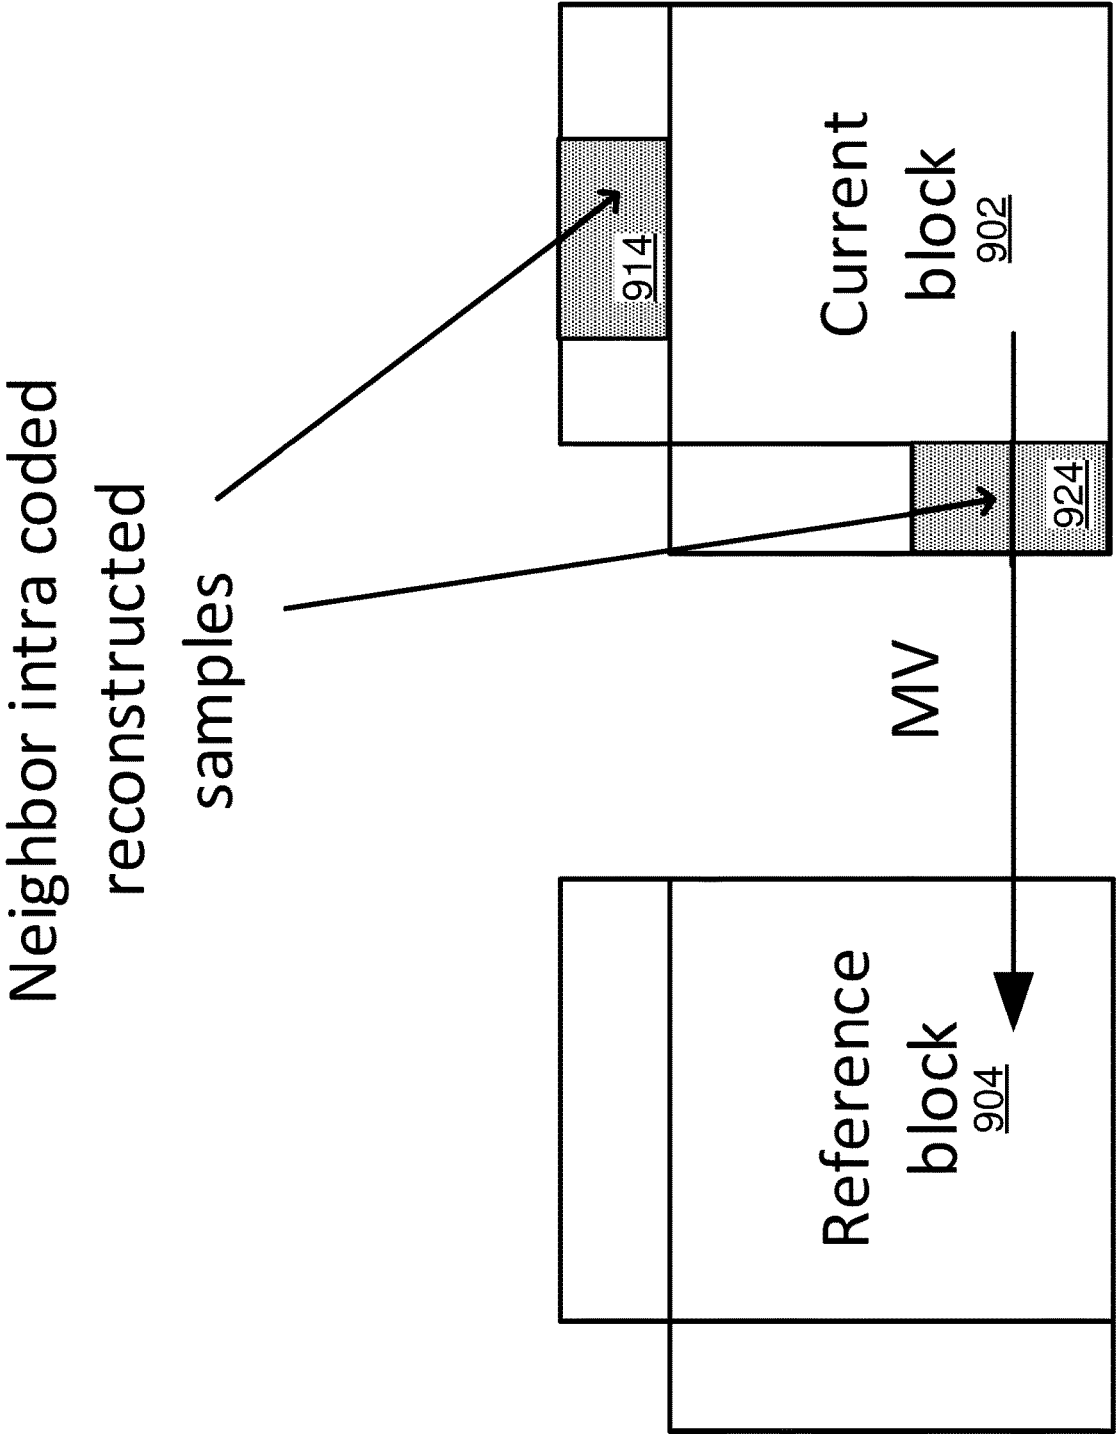 Neighbor intra coded
reconstructed
samples
914
924
MV
Current
block
902
Reference
block
904